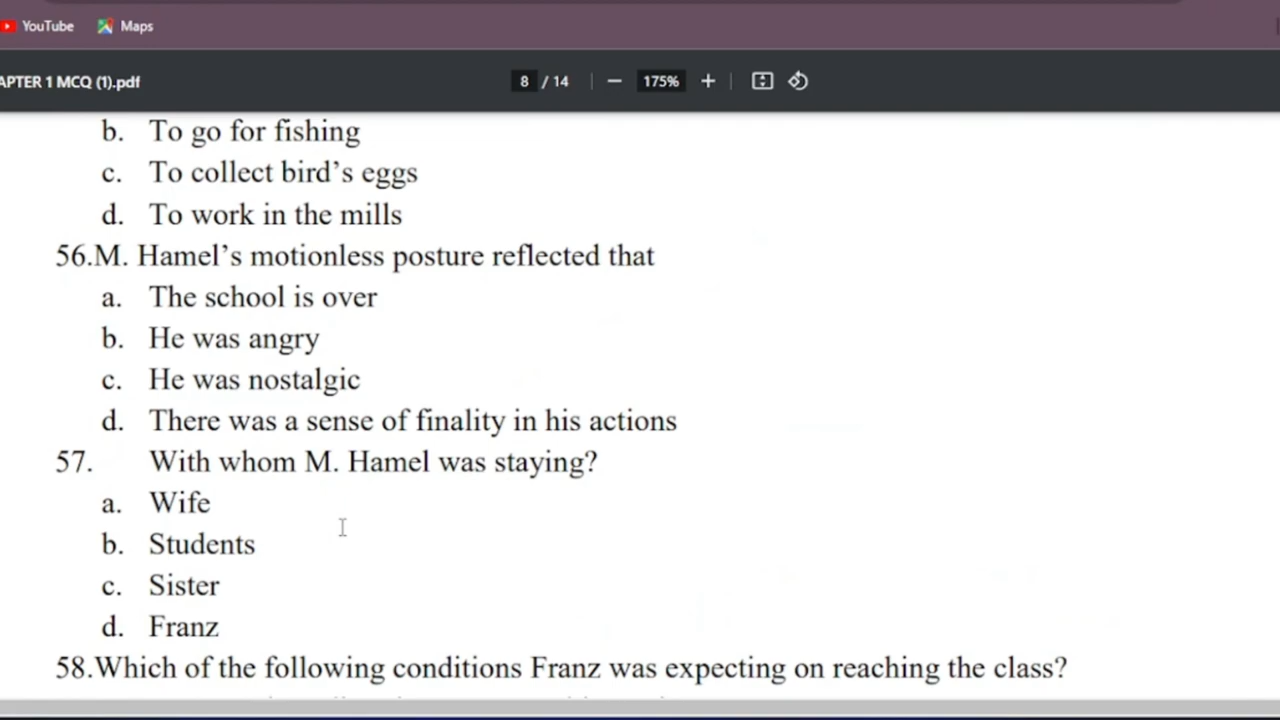 YouTube Maps
APTER 1 MCQ (1).pdf 8 / 14 — 175% +
b. To go for fishing
c. To collect bird's eggs
d. To work in the mills
56.M. Hamel's motionless posture reflected that
a. The school is over
b. He was angry
c. He was nostalgic
d. There was a sense of finality in his actions
57. With whom M. Hamel was staying?
a. Wife
b. Students
c. Sister
d. Franz
58.Which of the following conditions Franz was expecting on reaching the class?